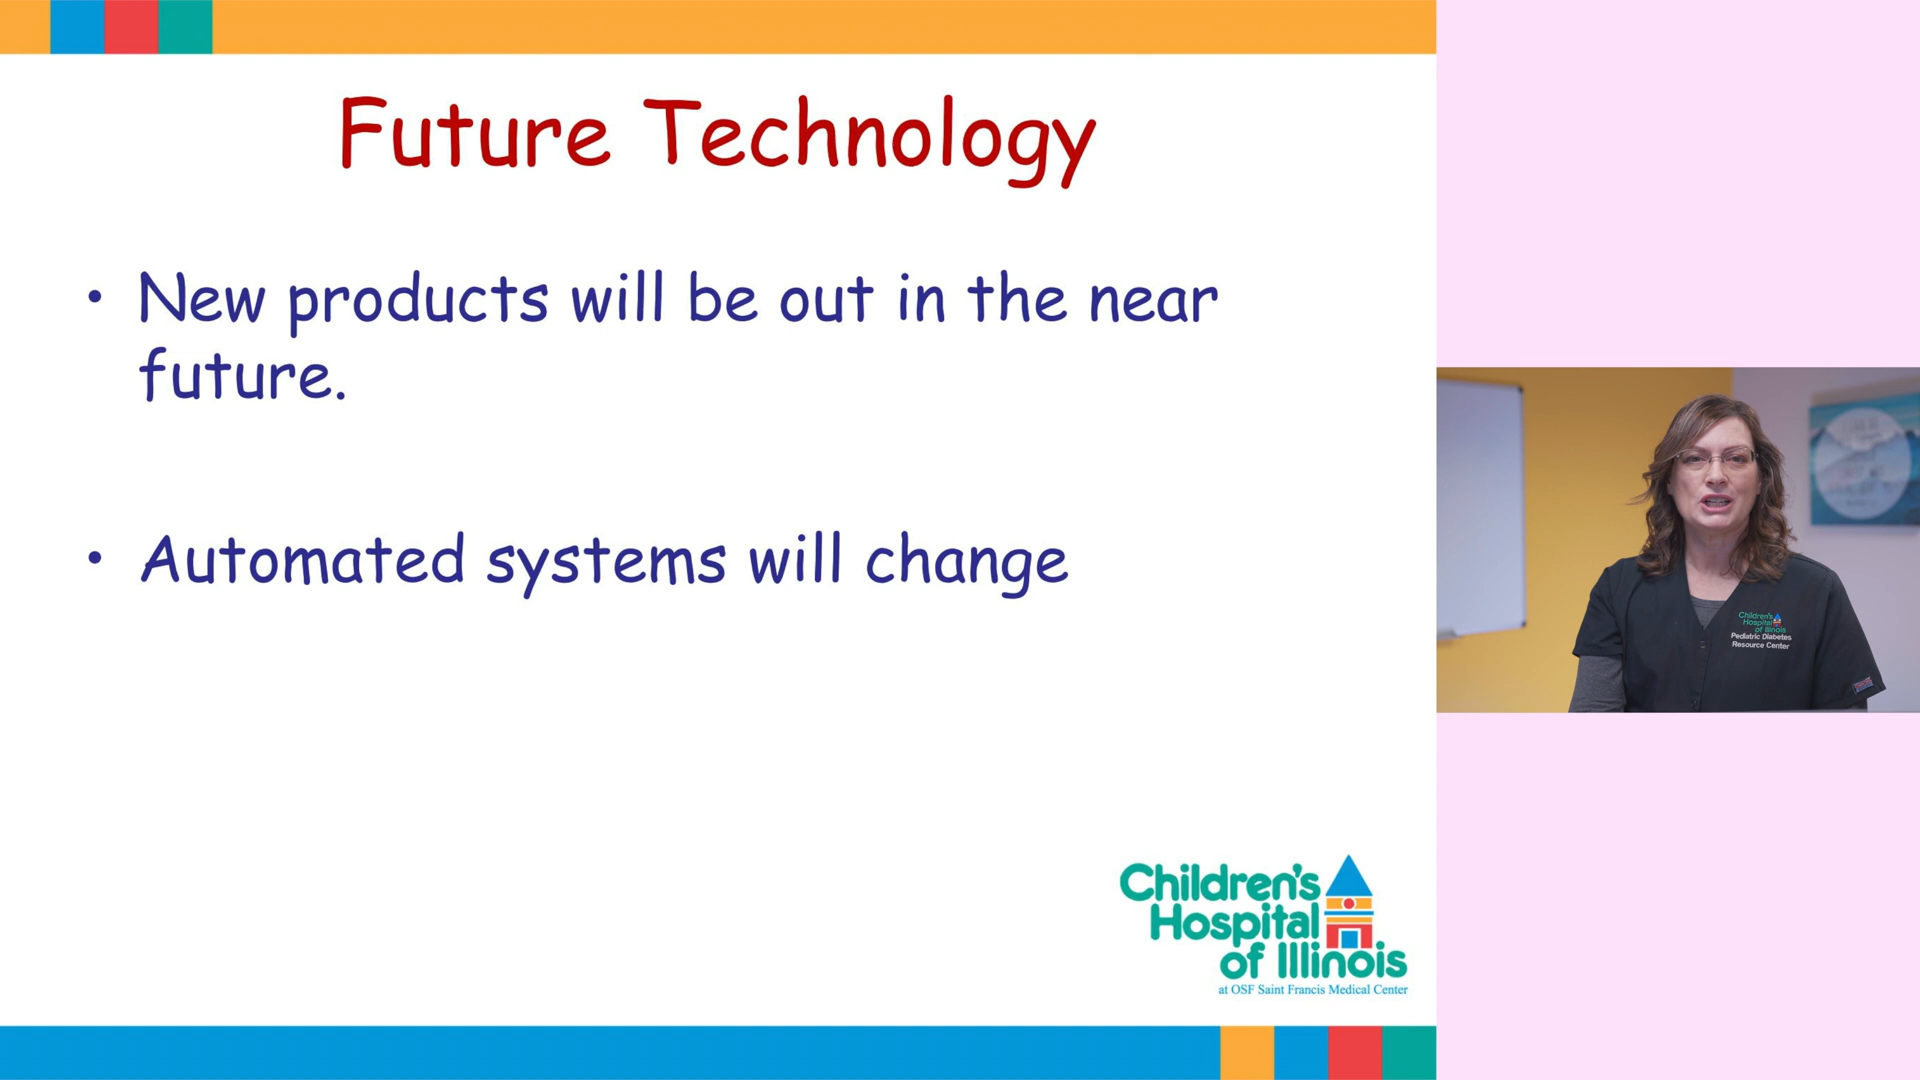 Future Technology
• New products will be out in the near
future.
• Automated systems will change
Children's
Hospital
of Illinois
at OSF Saint Francis Medical Center
Children's
Hospital
of Illinois
Pediatric Diabetes
Resource Center